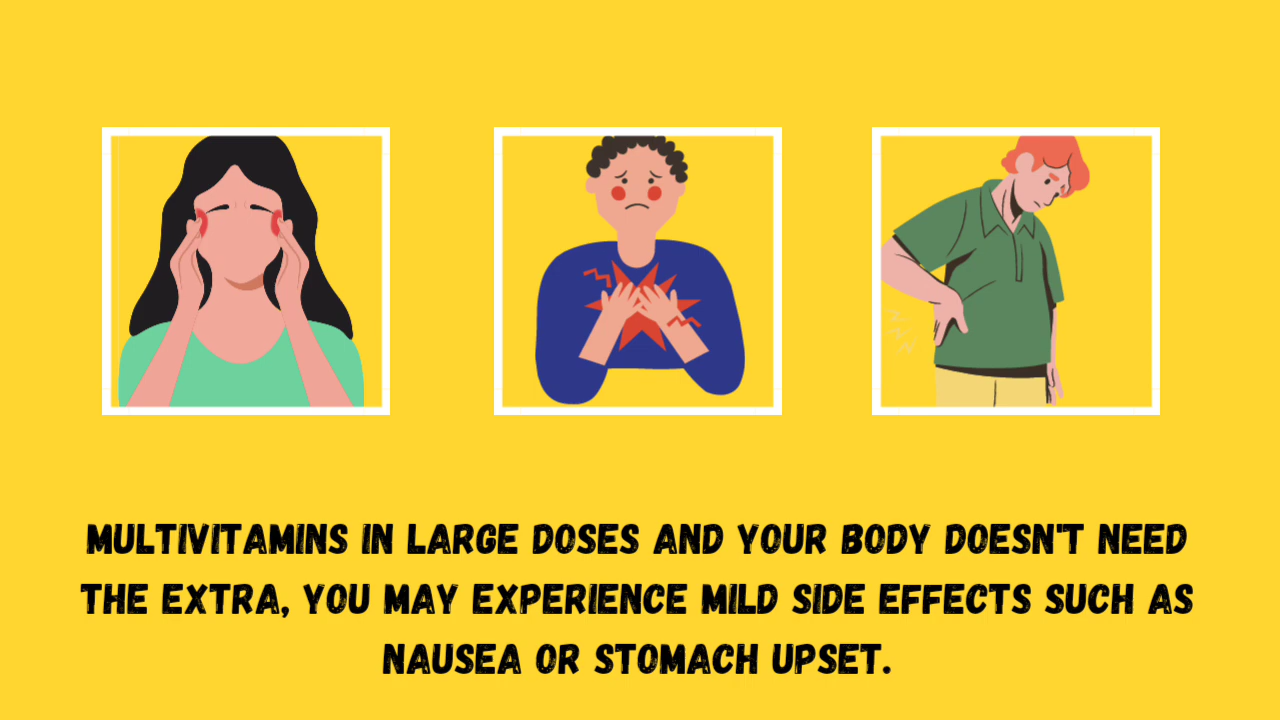 MULTIVITAMINS IN LARGE DOSES AND YOUR BODY DOESN'T NEED
THE EXTRA, YOU MAY EXPERIENCE MILD SIDE EFFECTS SUCH AS
NAUSEA OR STOMACH UPSET.